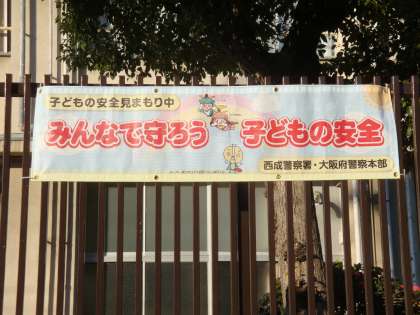 子どもの安全見まもり中
みんなで守ろう 子どもの安全
西成警察署・大阪府警察本部